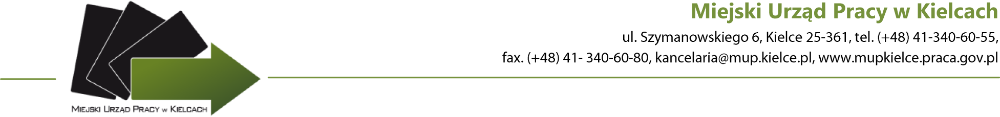 Miejski Urząd Pracy w Kielcach
ul. Szymanowskiego 6, Kielce 25-361, tel. (+48) 41-340-60-55,
fax. (+48) 41- 340-60-80, kancelaria@mup.kielce.pl, www.mupkielce.praca.gov.pl
MIEJSKI URZĄD PRACY W KIELCACH